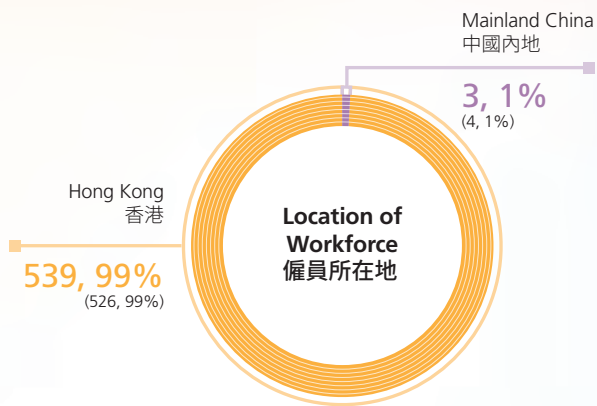 Mainland China
中國內地
3, 1%
(4, 1%)
Hong Kong
香港
539, 99%
(526, 99%)
Location of
Workforce
僱員所在地